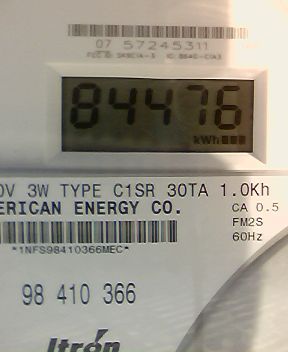 07 57245311
84476
kWh
0V 3W TYPE C1SR 30TA 1.0Kh
ERICAN ENERGY CO.
CA 0.5
FM2S
60Hz
*1NFS98410366MEC*
98 410 366
Itrón